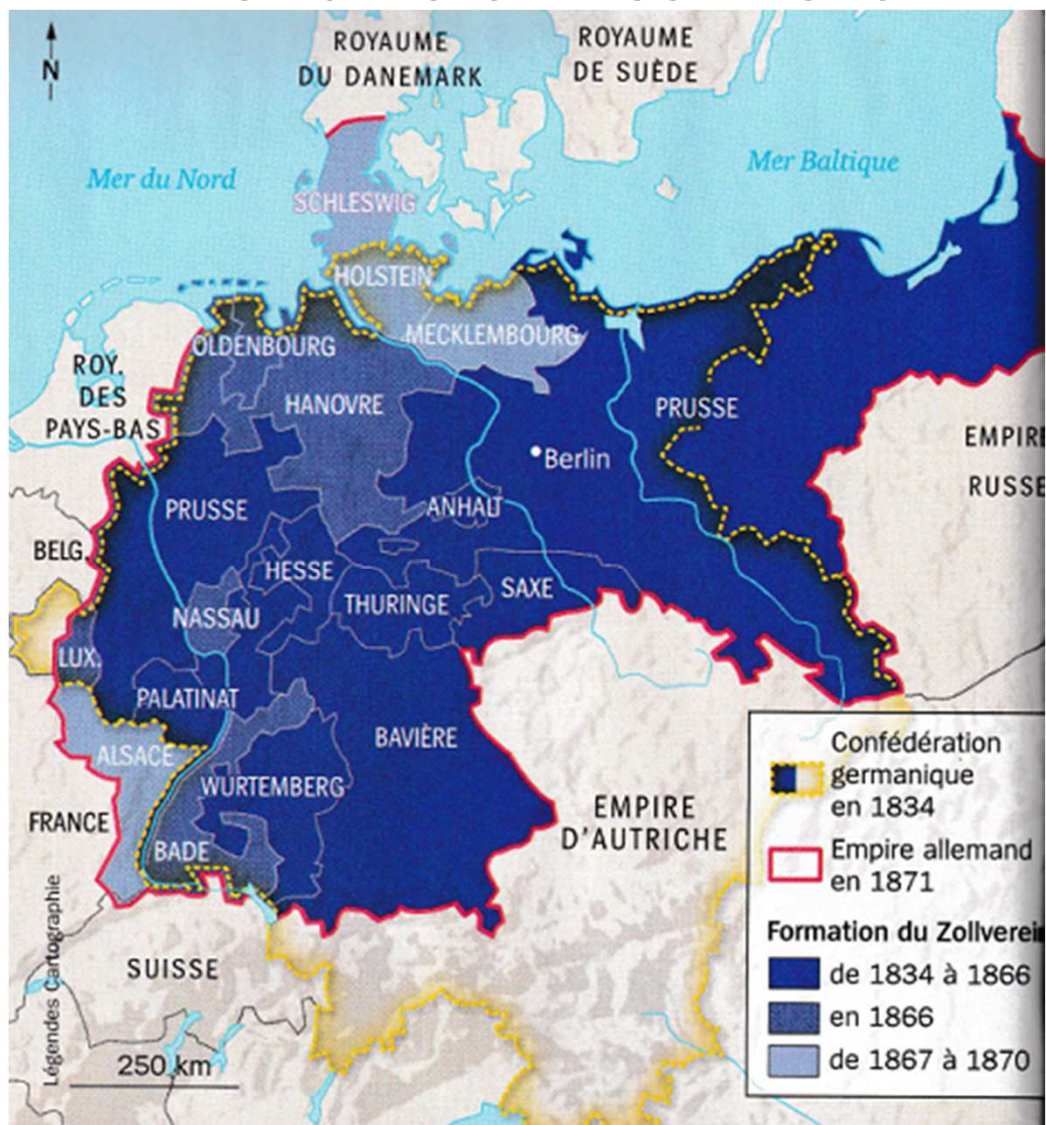 ROYAUME
DU DANEMARK
ROYAUME
DE SUÈDE
N
Mer du Nord
Mer Baltique
SCHLESWIG
HOLSTEIN
MECKLEMBOURG
OLDENBOURG
ROY.
DES
PAYS-BAS
HANOVRE
PRUSSE
EMPIRE
RUSSE
Berlin
PRUSSE
ANHALT
BELG.
HESSE
SAXE
THURINGE
NASSAU
LUX.
PALATINAT
BAVIÈRE
ALSACE
WURTEMBERG
FRANCE
BADE
EMPIRE
D'AUTRICHE
SUISSE
Légendes Cartographie
250 km
Confédération
germanique
en 1834
Empire allemand
en 1871
Formation du Zollverein
de 1834 à 1866
en 1866
de 1867 à 1870